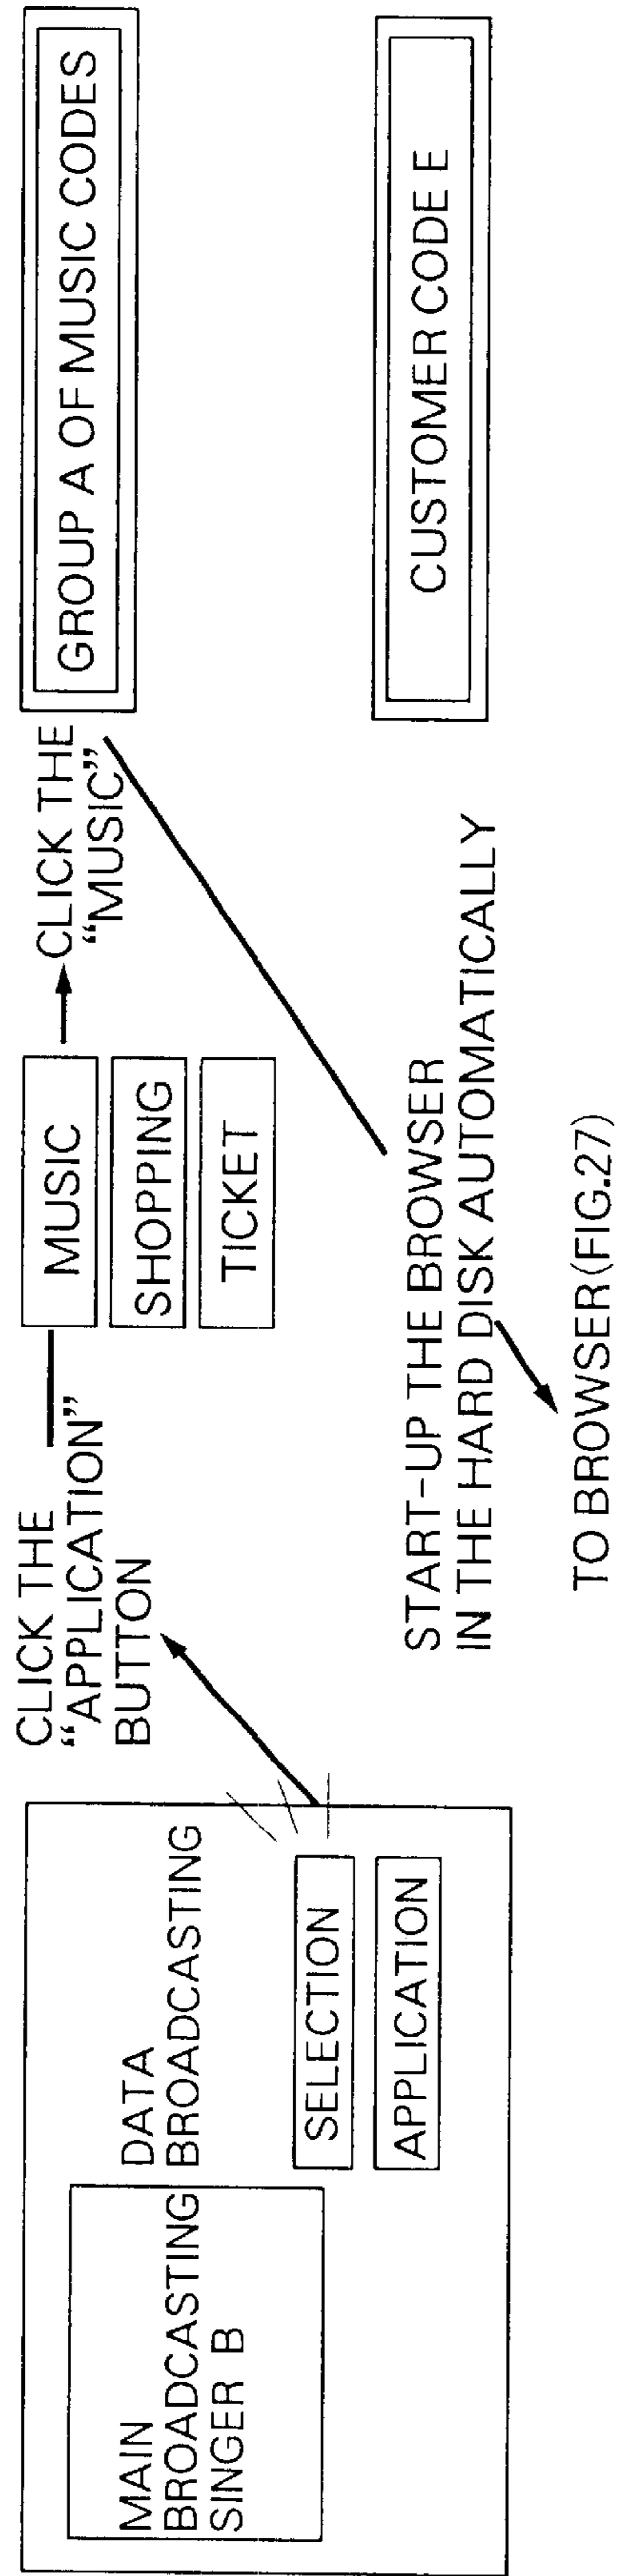 MAIN
BROADCASTING
SINGER B
DATA
BROADCASTING
SELECTION
APPLICATION
CLICK THE
“APPLICATION”
BUTTON
MUSIC
SHOPPING
TICKET
CLICK THE
“MUSIC”
GROUP A OF MUSIC CODES
CUSTOMER CODE E
START-UP THE BROWSER
IN THE HARD DISK AUTOMATICALLY
TO BROWSER(FIG.27)